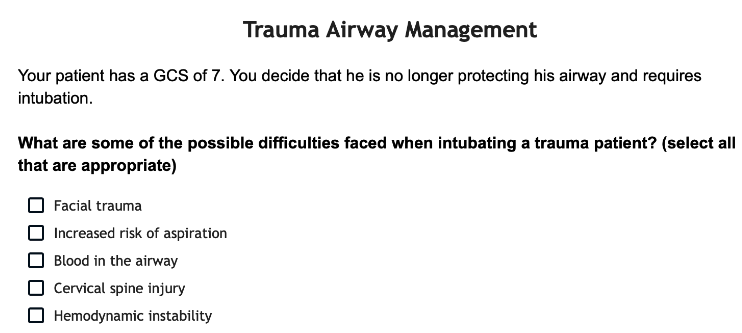 Trauma Airway Management
Your patient has a GCS of 7. You decide that he is no longer protecting his airway and requires
intubation.
What are some of the possible difficulties faced when intubating a trauma patient? (select all
that are appropriate)
Facial trauma
Increased risk of aspiration
Blood in the airway
Cervical spine injury
Hemodynamic instability